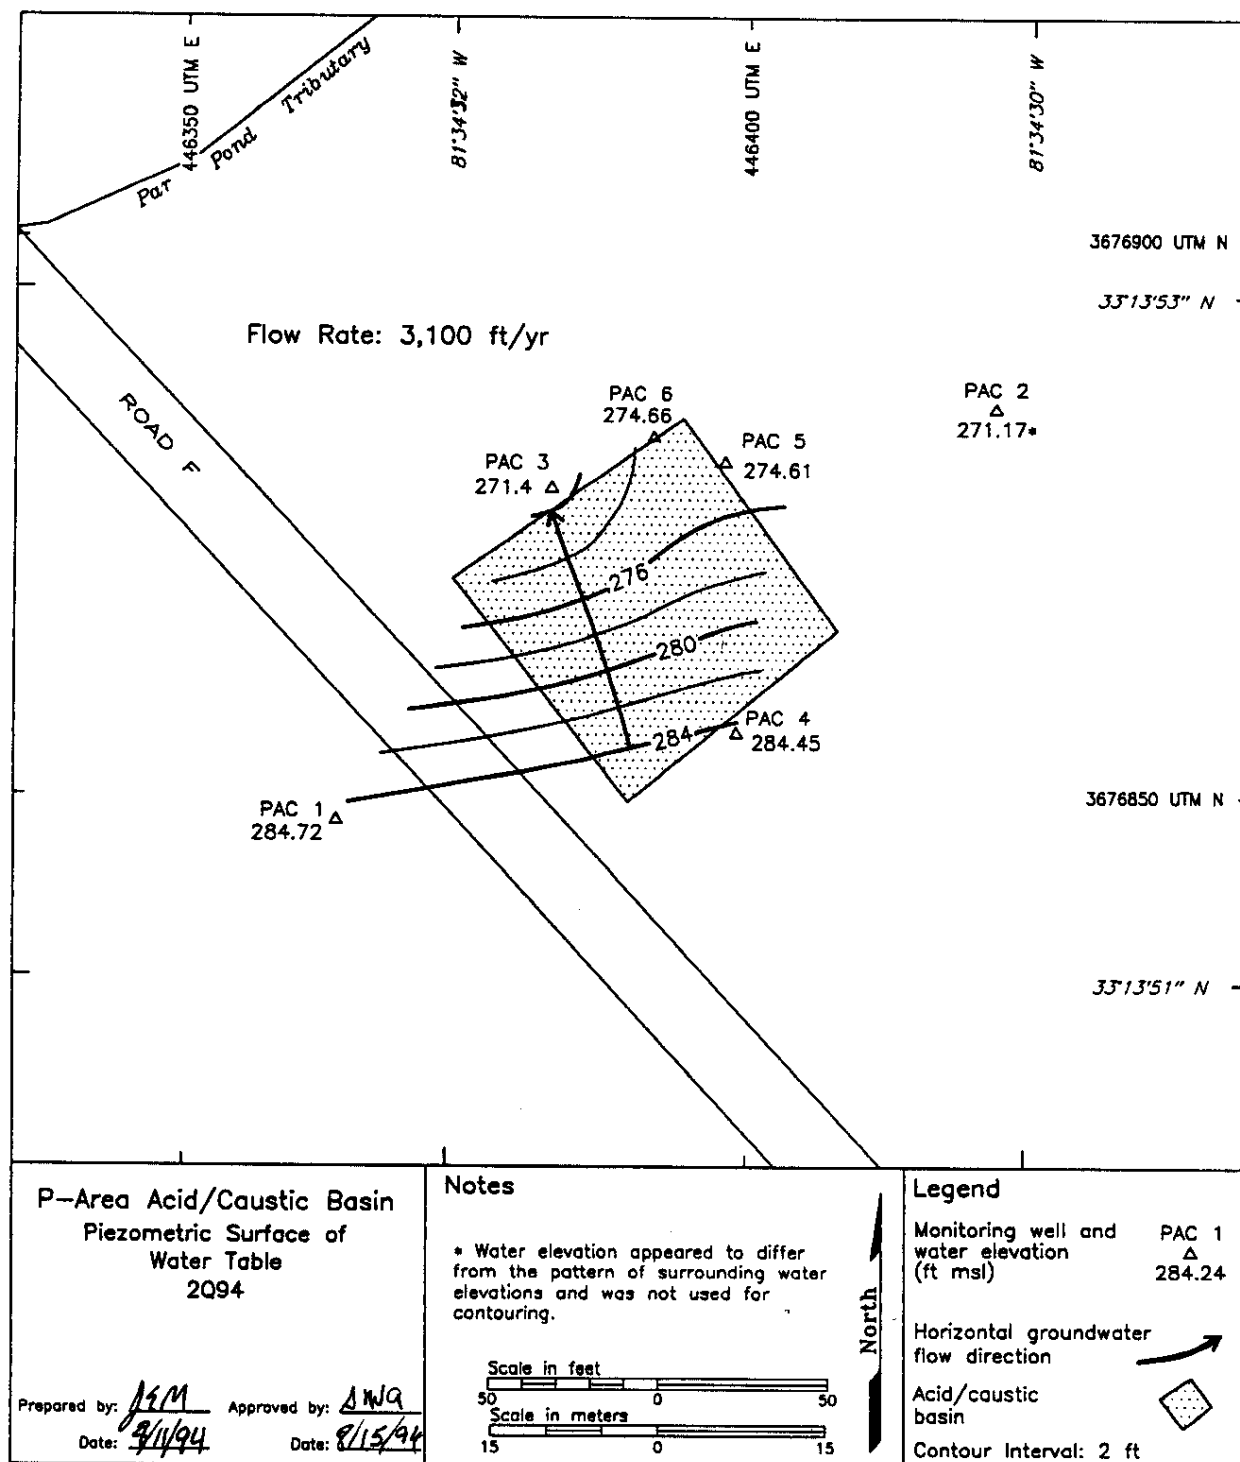 446350 UTM E
81°34'32" W
446400 UTM E
81°34'30" W
Par Pond Tributary
3676900 UTM N
33°13'53" N
Flow Rate: 3,100 ft/yr
ROAD F
PAC 6
274.66
PAC 2
271.17*
PAC 5
274.61
PAC 3
271.4
276
280
284
PAC 4
284.45
PAC 1
284.72
3676850 UTM N
33°13'51" N
P-Area Acid/Caustic Basin
Piezometric Surface of
Water Table
2Q94
Prepared by: JEM
Date: 8/11/94
Approved by:
Date: 8/15/94
Notes
* Water elevation appeared to differ
from the pattern of surrounding water
elevations and was not used for
contouring.
Scale in feet
50 0 50
Scale in meters
15 0 15
North
Legend
Monitoring well and
water elevation
(ft msl)
PAC 1
284.24
Horizontal groundwater
flow direction
Acid/caustic
basin
Contour Interval: 2 ft